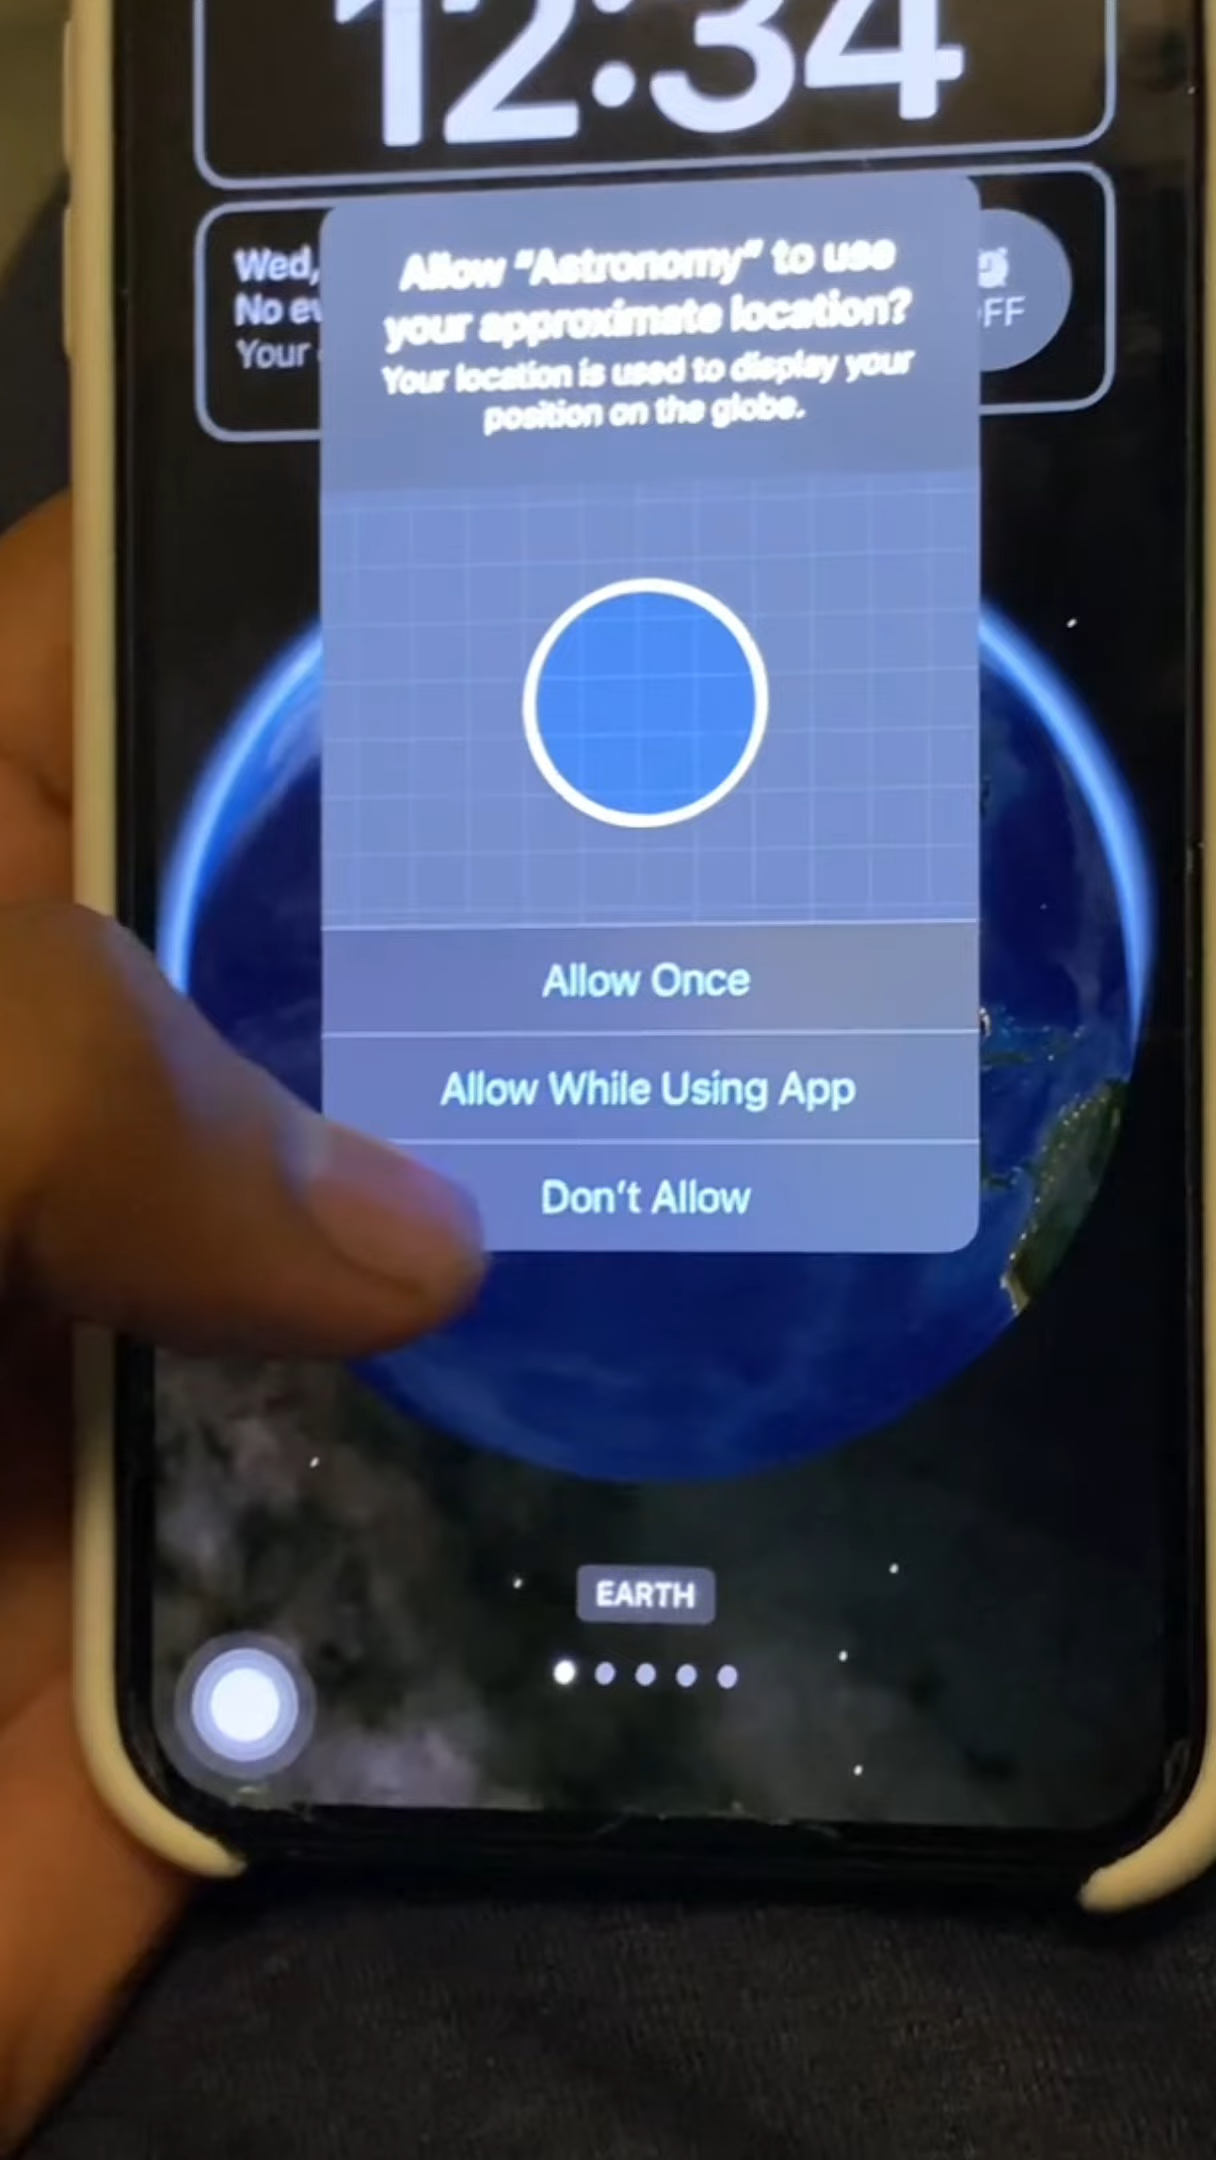 12:34
Wed,
No ev
Your
OFF
Allow "Astronomy" to use
your approximate location?
Your location is used to display your
position on the globe.
Allow Once
Allow While Using App
Don't Allow
EARTH